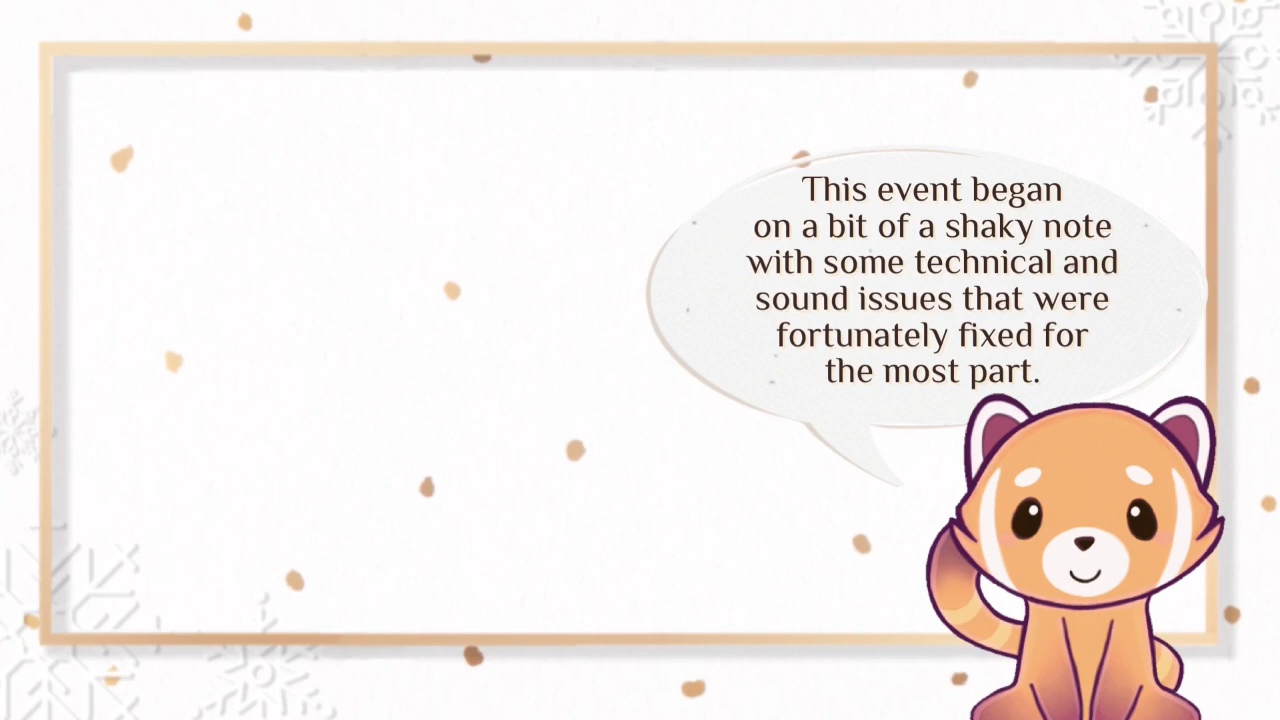 This event began
on a bit of a shaky note
with some technical and
sound issues that were
fortunately fixed for
the most part.